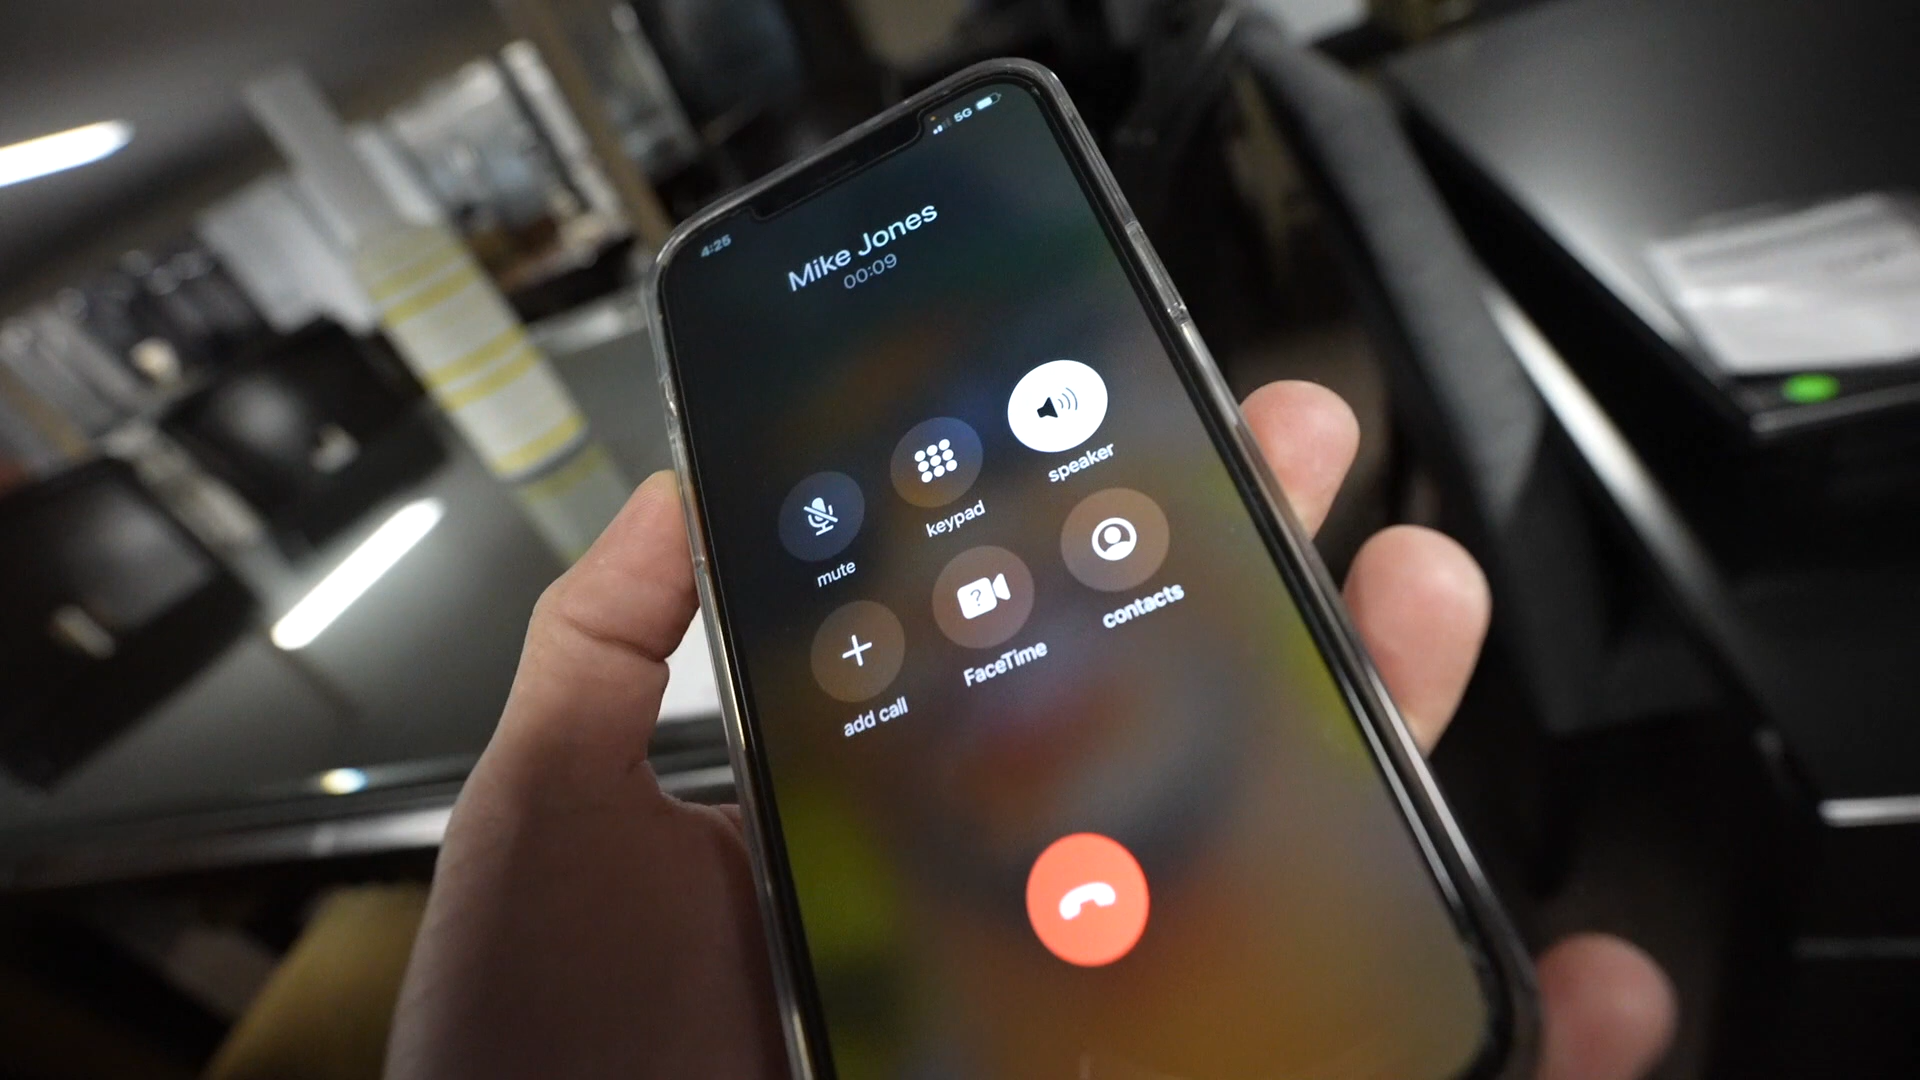 4:25
5G
Mike Jones
00:09
mute
keypad
speaker
add call
?
FaceTime
contacts